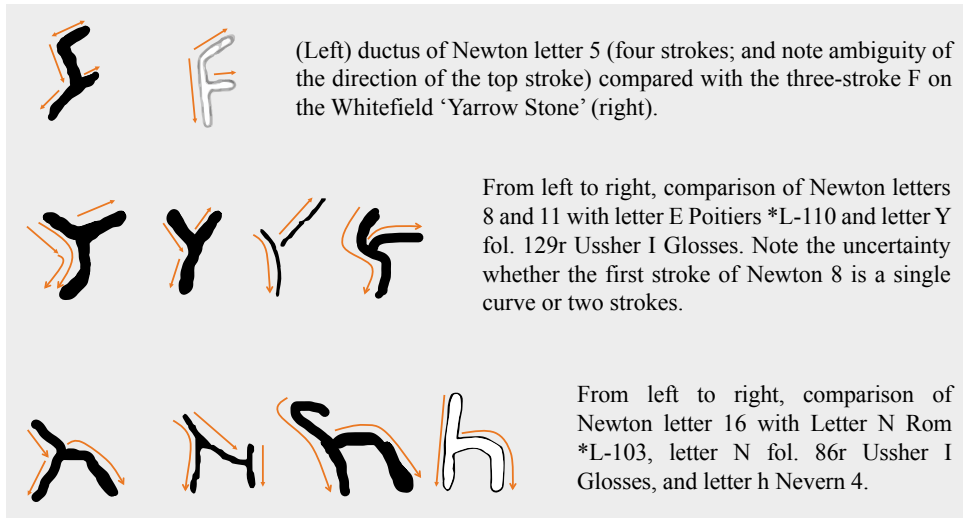 (Left) ductus of Newton letter 5 (four strokes; and note ambiguity of
the direction of the top stroke) compared with the three-stroke F on
the Whitefield ‘Yarrow Stone’ (right).
From left to right, comparison of Newton letters
8 and 11 with letter E Poitiers *L-110 and letter Y
fol. 129r Ussher I Glosses. Note the uncertainty
whether the first stroke of Newton 8 is a single
curve or two strokes.
From left to right, comparison of
Newton letter 16 with Letter N Rom
*L-103, letter N fol. 86r Ussher I
Glosses, and letter h Nevern 4.